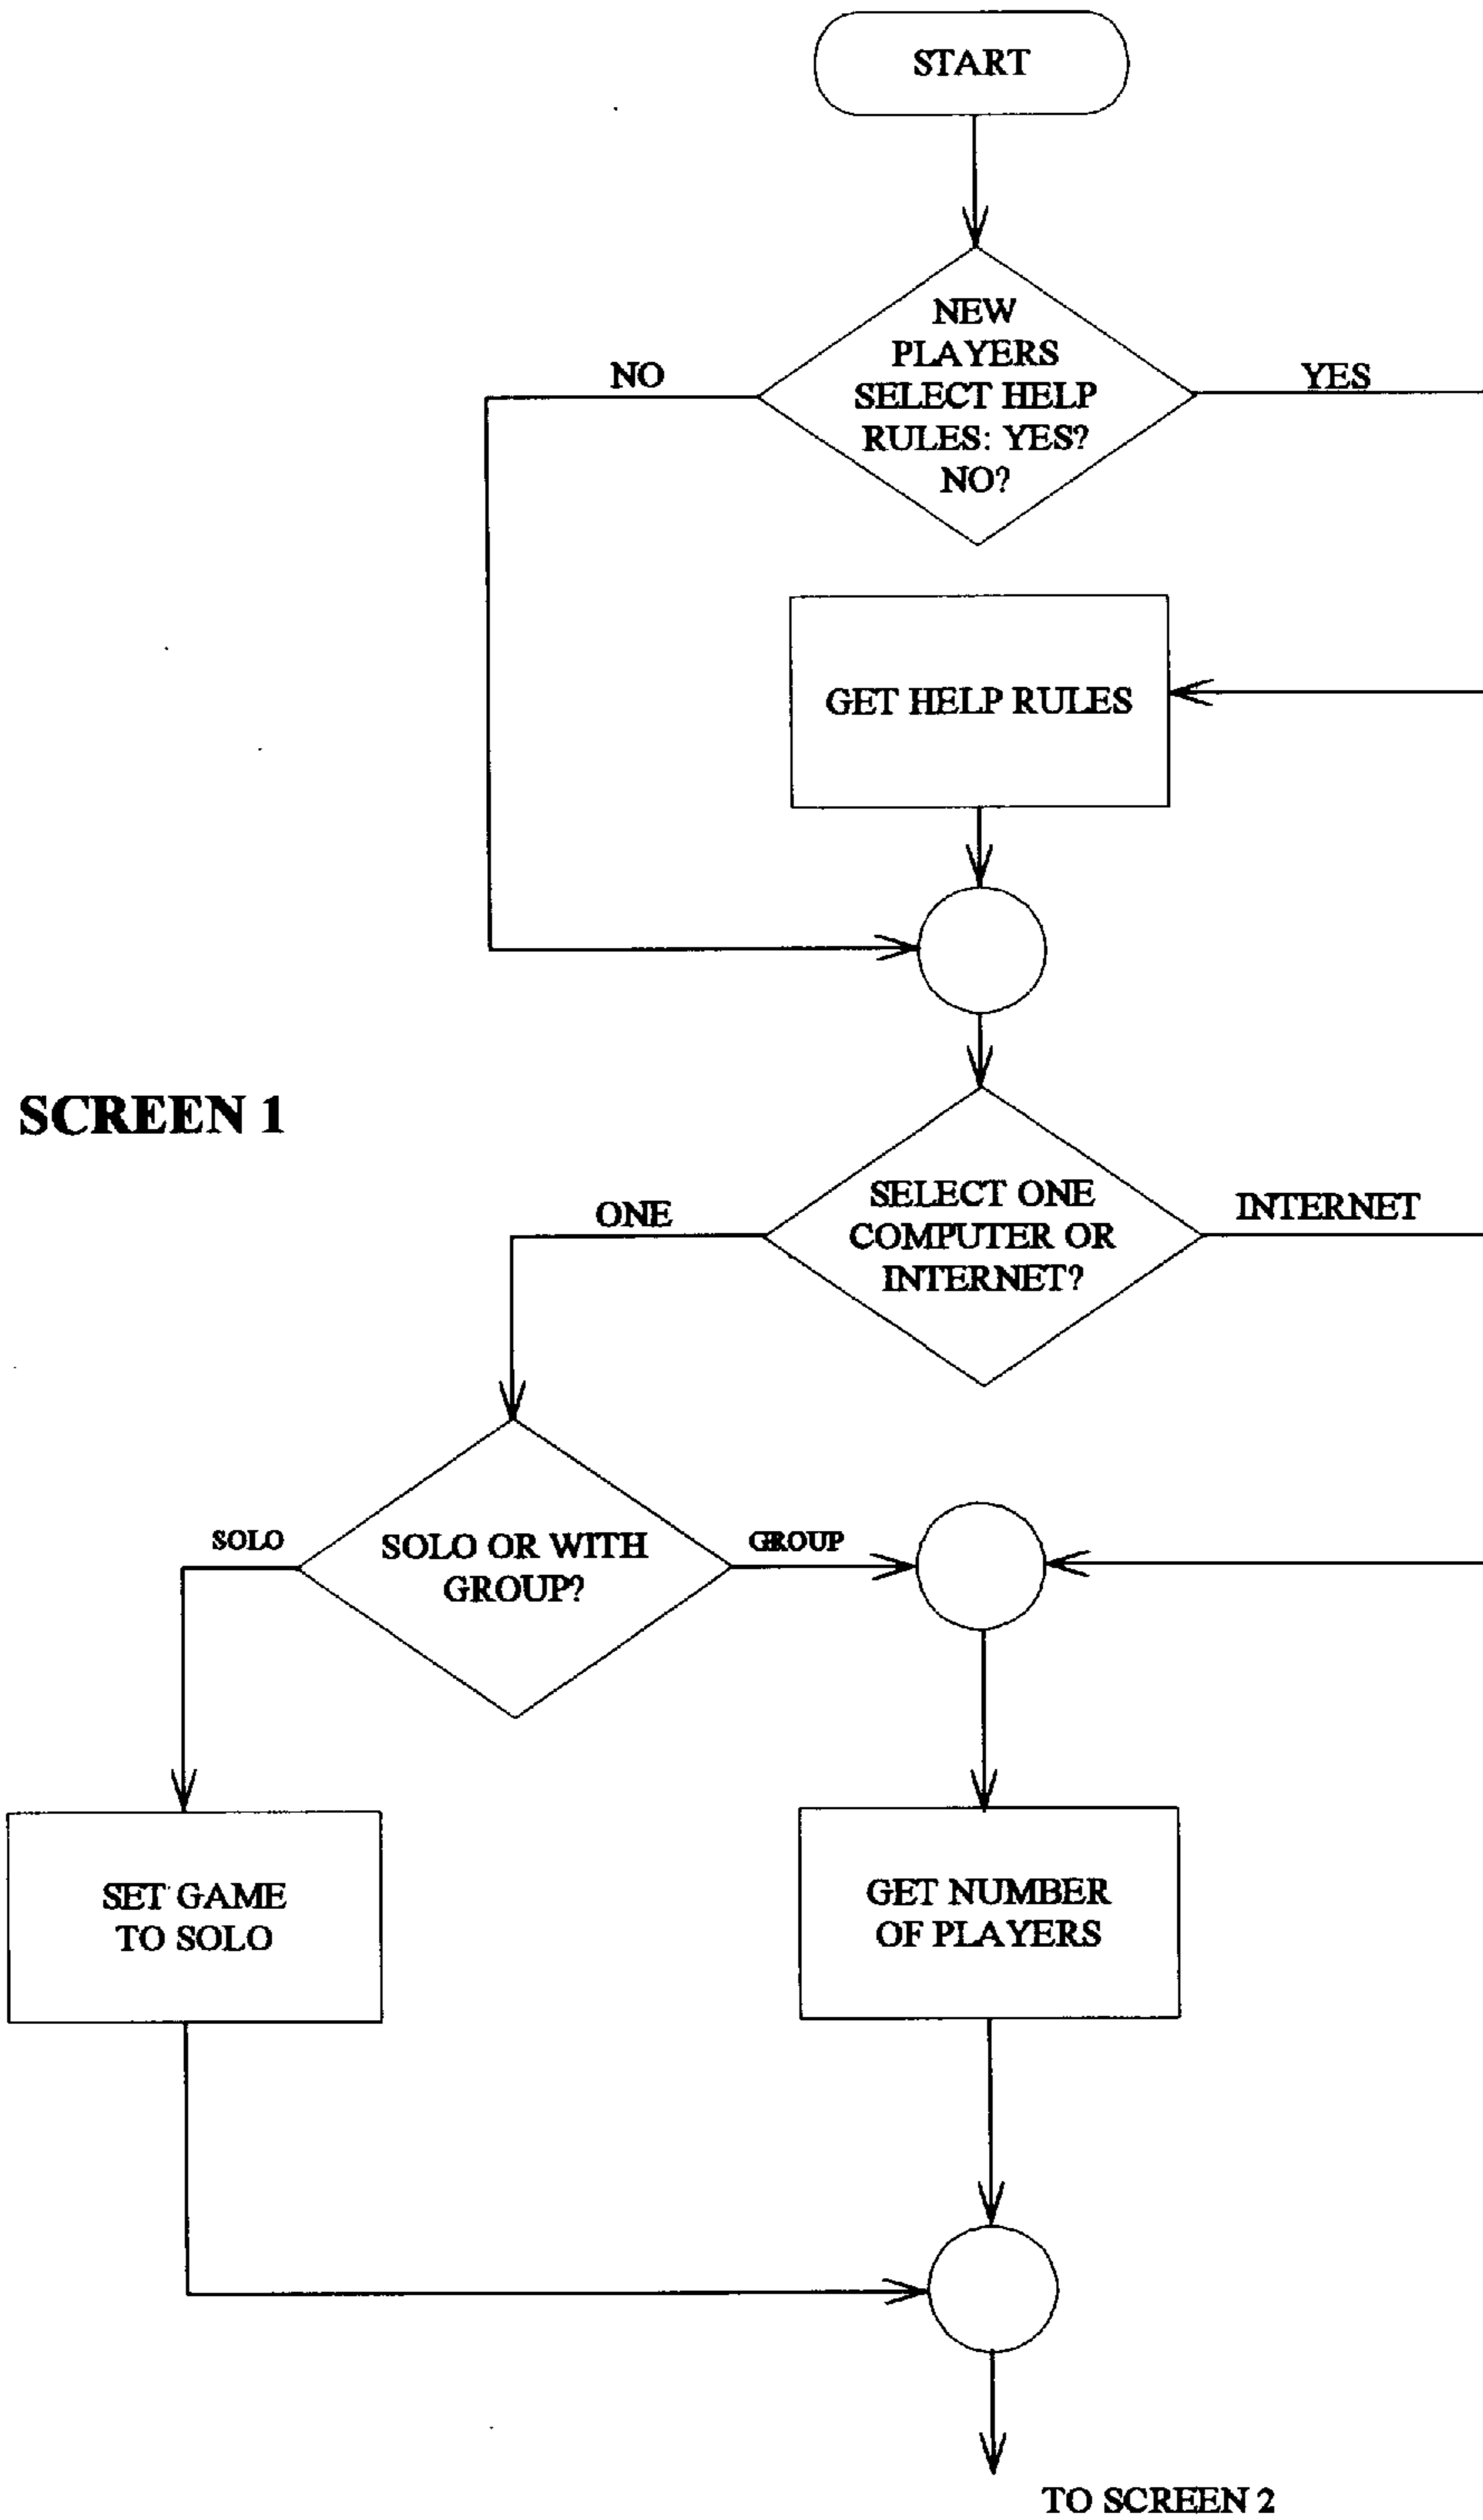 START
NEW
PLAYERS
SELECT HELP
RULES: YES?
NO?
NO
YES
GET HELP RULES
SCREEN 1
SELECT ONE
COMPUTER OR
INTERNET?
ONE
INTERNET
SOLO OR WITH
GROUP?
SOLO
GROUP
SET GAME
TO SOLO
GET NUMBER
OF PLAYERS
TO SCREEN 2